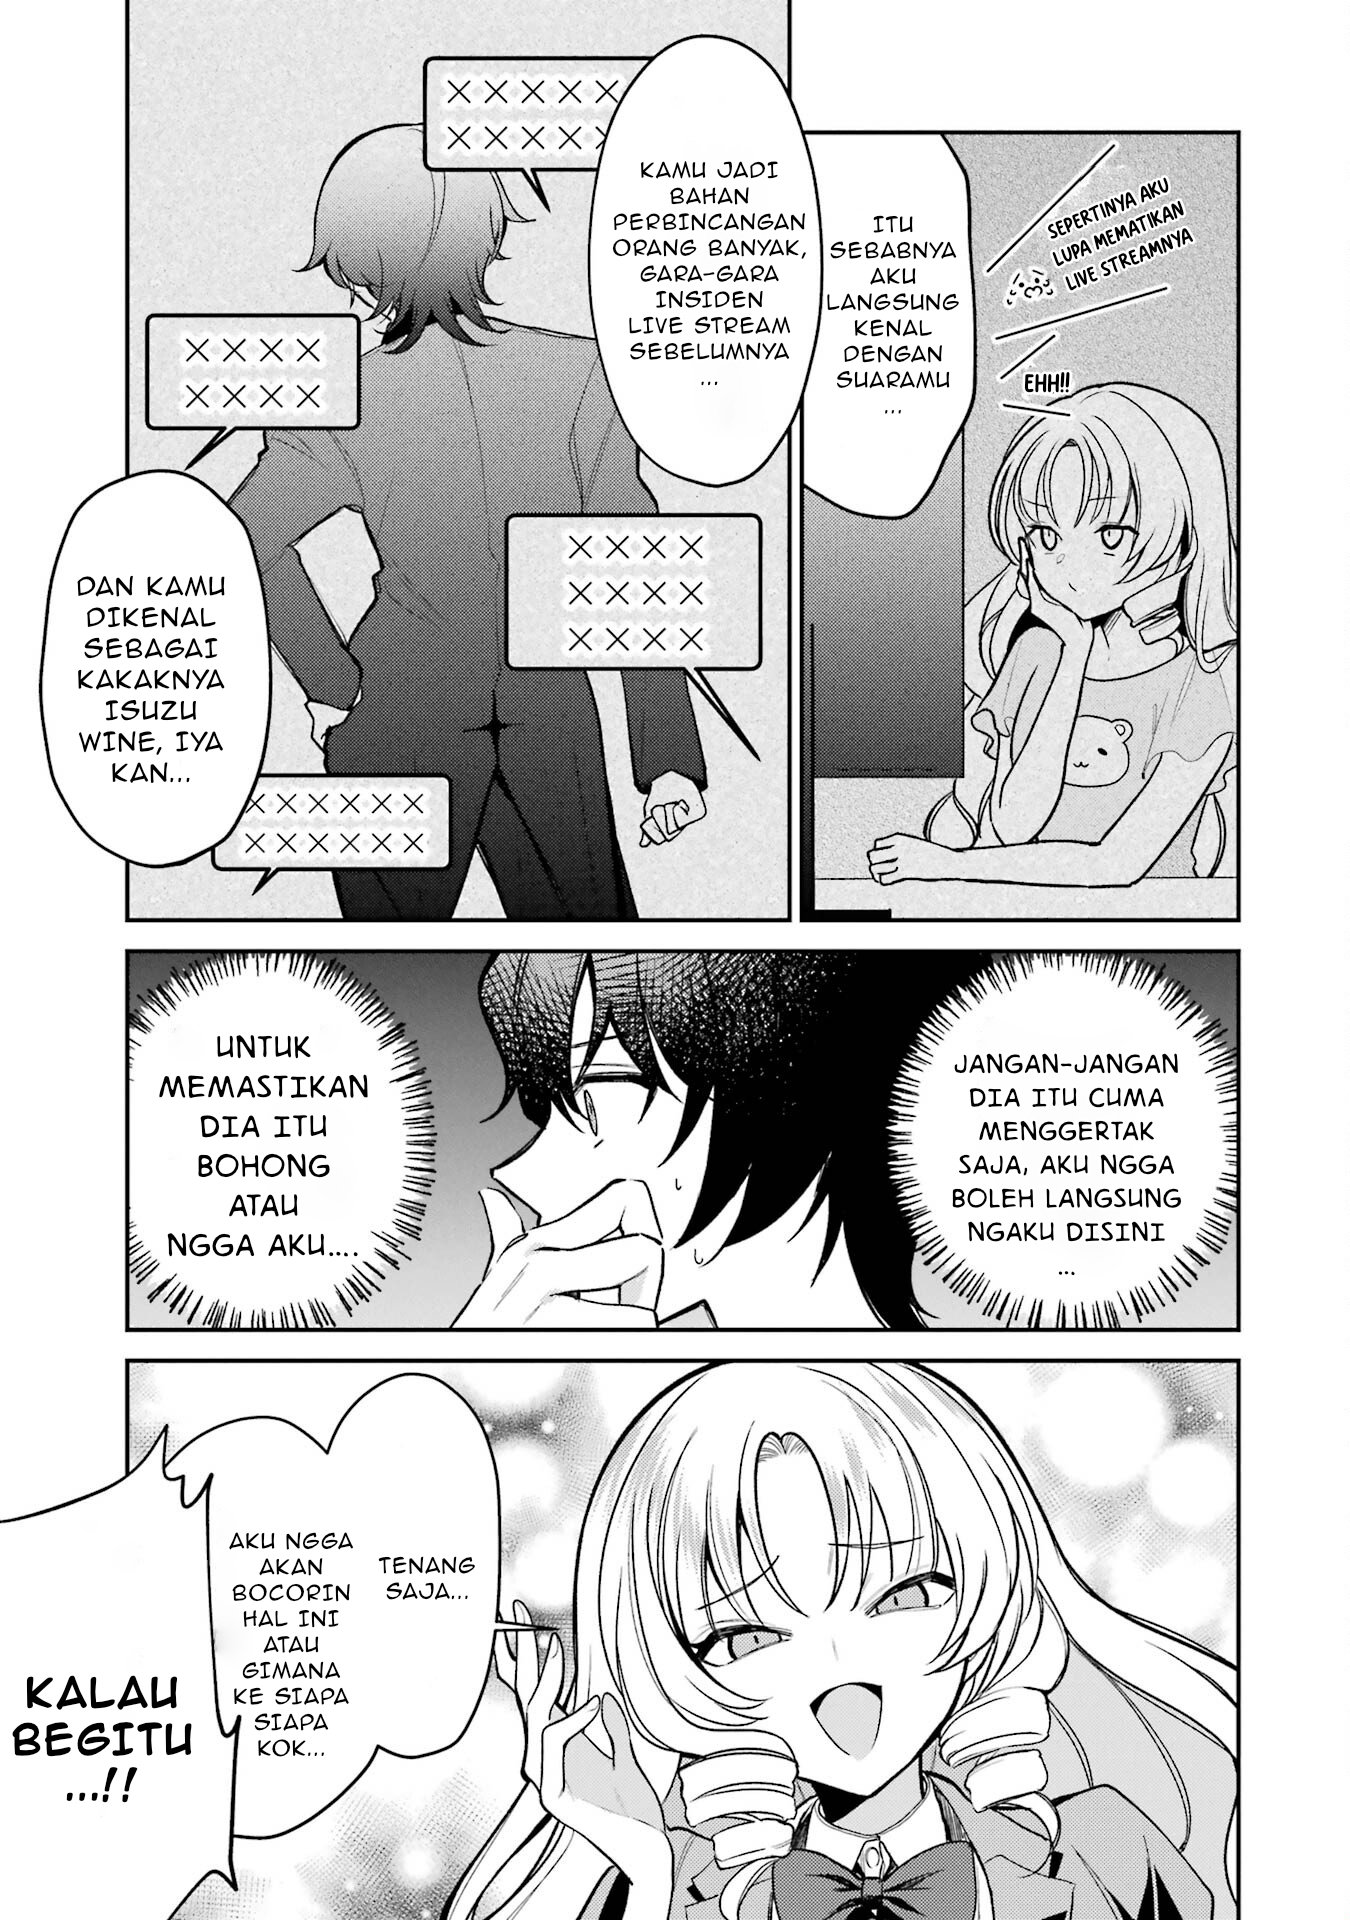 SEPERTINYA AKU
LUPA MEMATIKAN
LIVE STREAMNYA
EHH!!
ITU
SEBABNYA
AKU
LANGSUNG
KENAL
DENGAN
SUARAMU
...
KAMU JADI
BAHAN
PERBINCANGAN
ORANG BANYAK,
GARA-GARA
INSIDEN
LIVE STREAM
SEBELUMNYA
...
×××××
×××××
××××
××××
××××
××××
××××
DAN KAMU
DIKENAL
SEBAGAI
KAKAKNYA
ISUZU
WINE, IYA
KAN...
××××××
××××××
JANGAN-JANGAN
DIA ITU CUMA
MENGGERTAK
SAJA, AKU NGGA
BOLEH LANGSUNG
NGAKU DISINI
...
UNTUK
MEMASTIKAN
DIA ITU
BOHONG
ATAU
NGGA AKU....
TENANG
SAJA...
AKU NGGA
AKAN
BOCORIN
HAL INI
ATAU
GIMANA
KE SIAPA
SIAPA
KOK...
KALAU
BEGITU
...!!